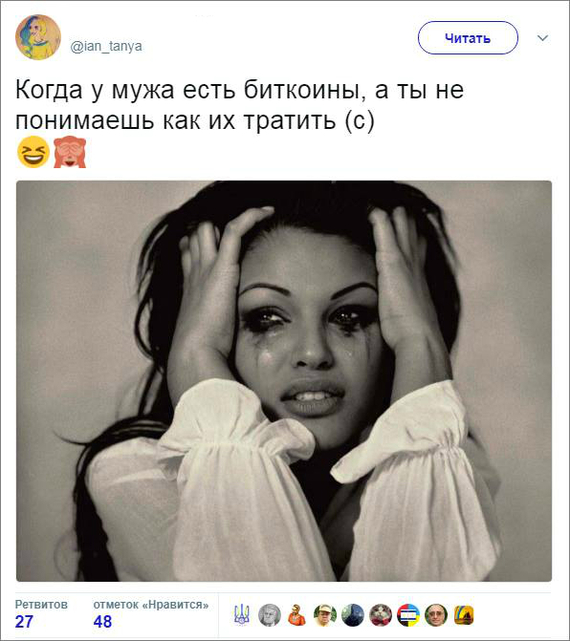 @ian_tanya
Читать
Когда у мужа есть биткоины, а ты не
понимаешь как их тратить (с)
Ретвитов
отметок «Нравится»
27
48